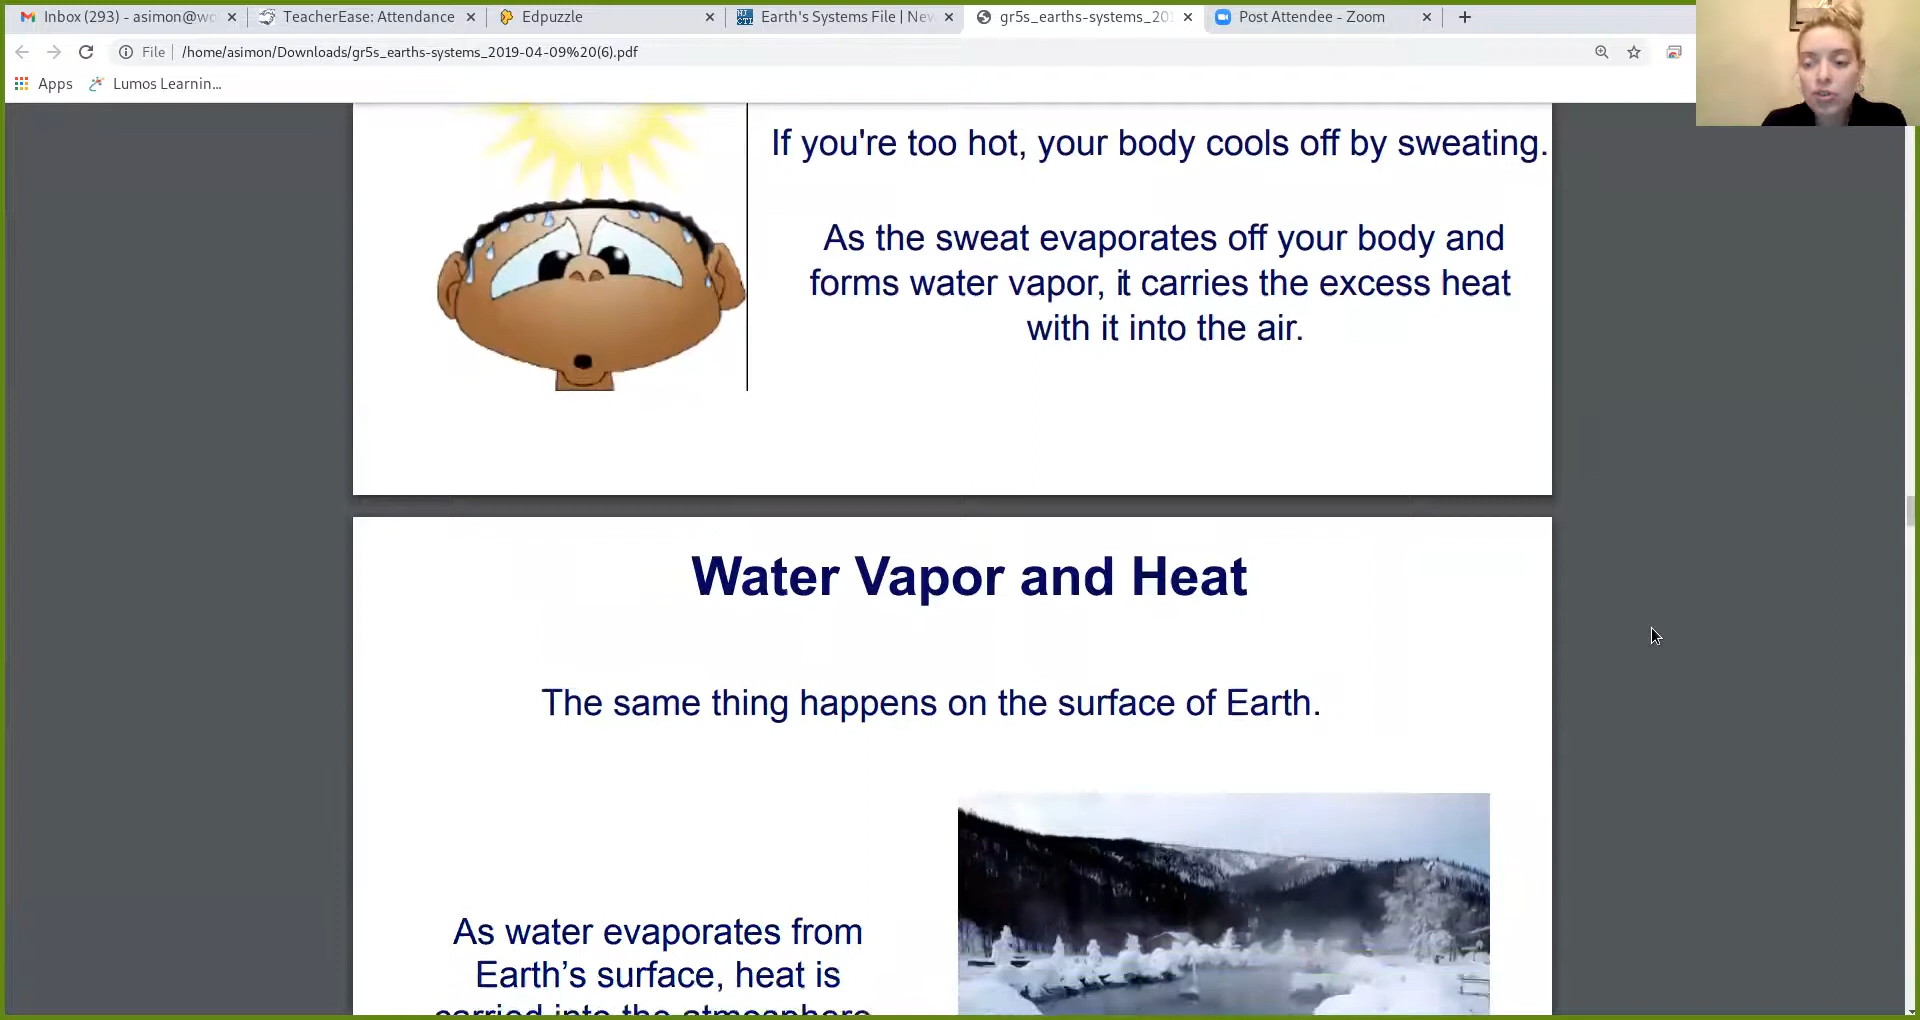 Inbox (293) - asimon@wo
TeacherEase: Attendance
Edpuzzle
NJ CTL
Earth's Systems File | New
gr5s_earths-systems_201
Post Attendee - Zoom
File
/home/asimon/Downloads/gr5s_earths-systems_2019-04-09%20(6).pdf
Apps
Lumos Learnin...
If you're too hot, your body cools off by sweating.
As the sweat evaporates off your body and
forms water vapor, it carries the excess heat
with it into the air.
Water Vapor and Heat
The same thing happens on the surface of Earth.
As water evaporates from
Earth’s surface, heat is
carried into the atmosphere